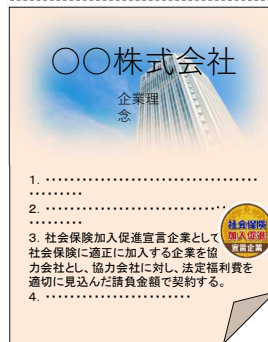 〇〇株式会社
企業理
念
1. ‥‥‥‥‥‥‥‥‥‥‥‥‥‥‥‥‥‥
‥‥‥‥
2. ‥‥‥‥‥‥‥‥‥‥‥‥‥‥‥
‥‥‥‥
3. 社会保険加入促進宣言企業として
社会保険に適正に加入する企業を協
力会社とし、協力会社に対し、法定福利費を
適切に見込んだ請負金額で契約する。
4. ‥‥‥‥‥‥‥‥‥‥‥‥
社会保険
加入促進
宣言企業